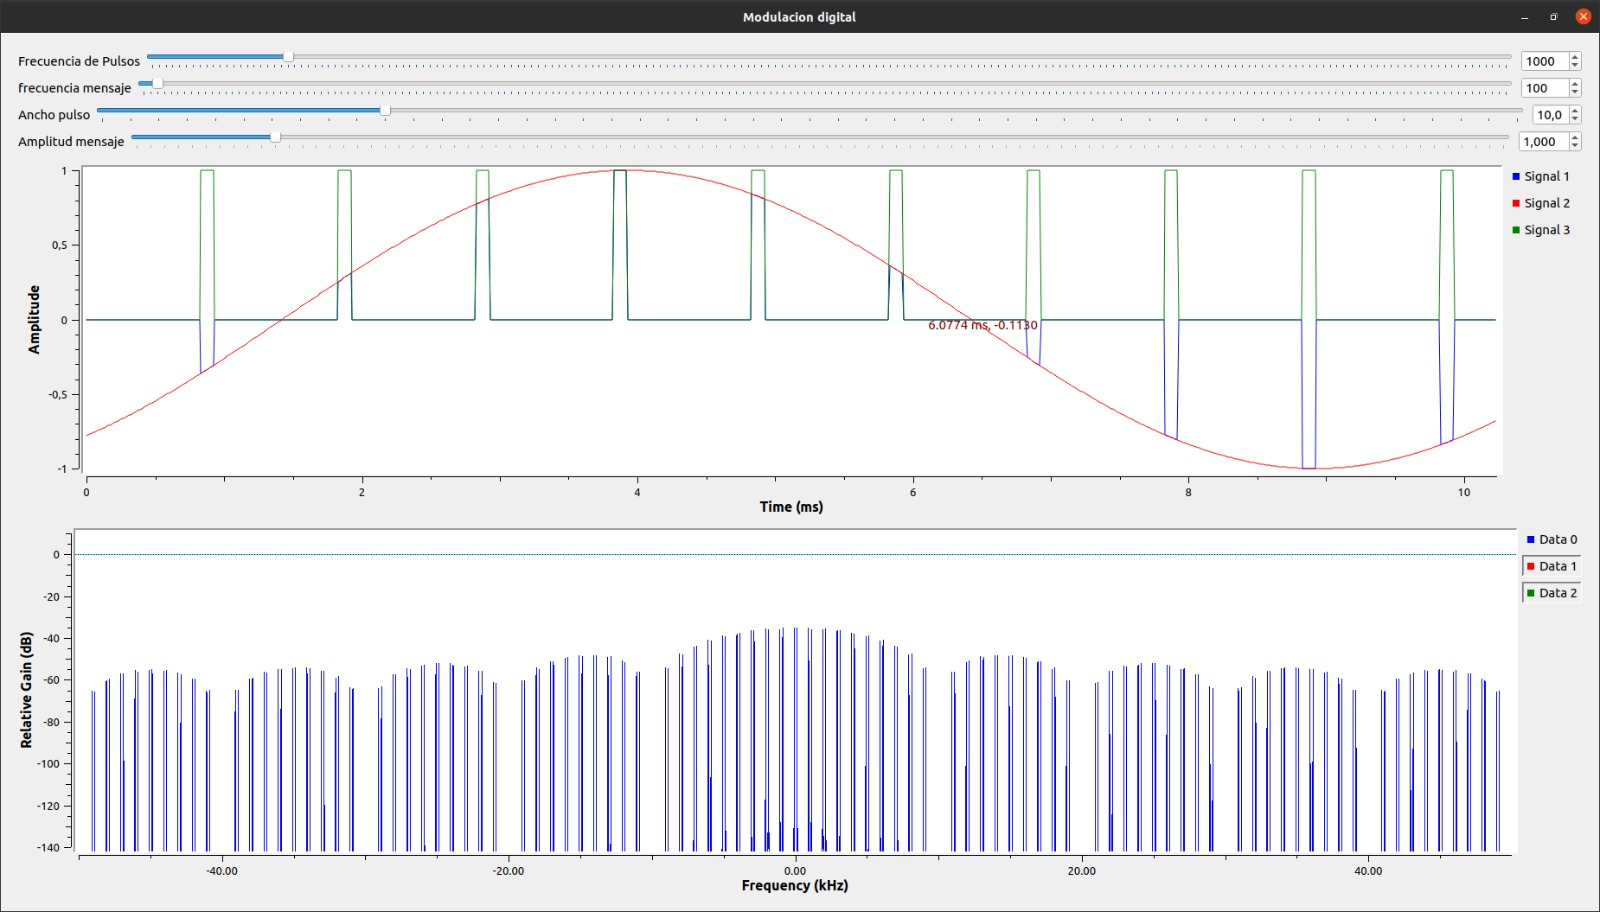 Modulacion digital
Frecuencia de Pulsos 1000
frecuencia mensaje 100
Ancho pulso 10,0
Amplitud mensaje 1,000
Amplitude
1
0,5
0
-0,5
-1
6.0774 ms, -0.1130
Signal 1
Signal 2
Signal 3
0 2 4 6 8 10
Time (ms)
Relative Gain (dB)
0
-20
-40
-60
-80
-100
-120
-140
Data 0
Data 1
Data 2
-40.00 -20.00 0.00 20.00 40.00
Frequency (kHz)